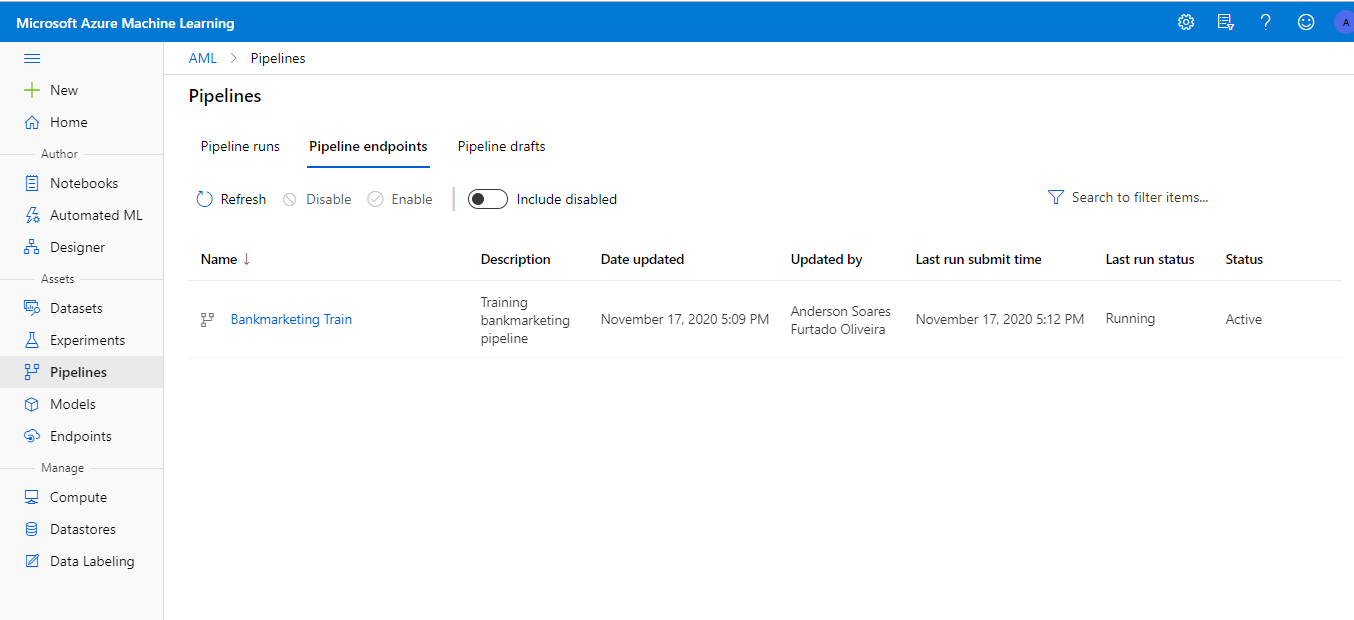 Microsoft Azure Machine Learning
A
AML > Pipelines
New
Home
Author
Notebooks
Automated ML
Designer
Assets
Datasets
Experiments
Pipelines
Models
Endpoints
Manage
Compute
Datastores
Data Labeling
Pipelines
Pipeline runs Pipeline endpoints Pipeline drafts
Refresh Disable Enable Include disabled Search to filter items...
Name ↓ Description Date updated Updated by Last run submit time Last run status Status
Bankmarketing Train
Training
bankmarketing
pipeline
November 17, 2020 5:09 PM
Anderson Soares
Furtado Oliveira
November 17, 2020 5:12 PM
Running
Active